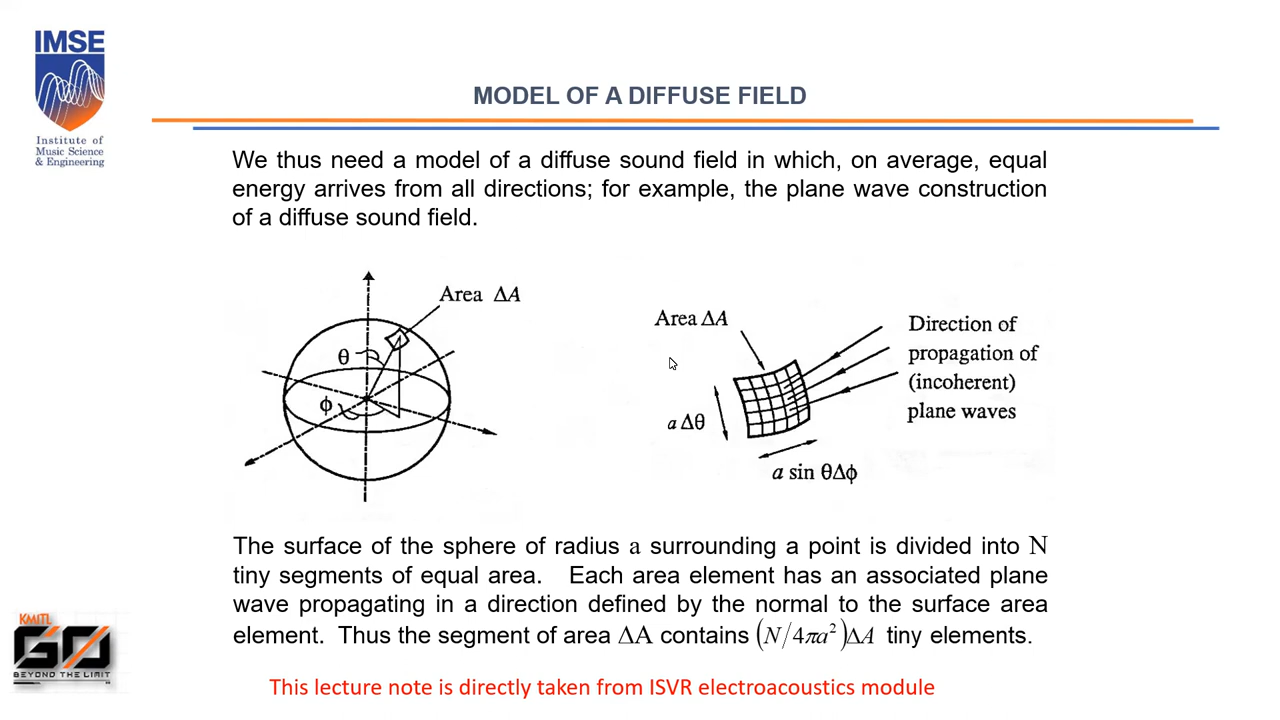 IMSE
Institute of
Music Science
& Engineering
MODEL OF A DIFFUSE FIELD
We thus need a model of a diffuse sound field in which, on average, equal
energy arrives from all directions; for example, the plane wave construction
of a diffuse sound field.
Area ΔA
θ
ϕ
Area ΔA
Direction of
propagation of
(incoherent)
plane waves
a Δθ
a sin θΔϕ
The surface of the sphere of radius a surrounding a point is divided into N
tiny segments of equal area. Each area element has an associated plane
wave propagating in a direction defined by the normal to the surface area
element. Thus the segment of area ΔA contains (N/4πa²)ΔA tiny elements.
KMITL
GO
BEYOND THE LIMIT
This lecture note is directly taken from ISVR electroacoustics module